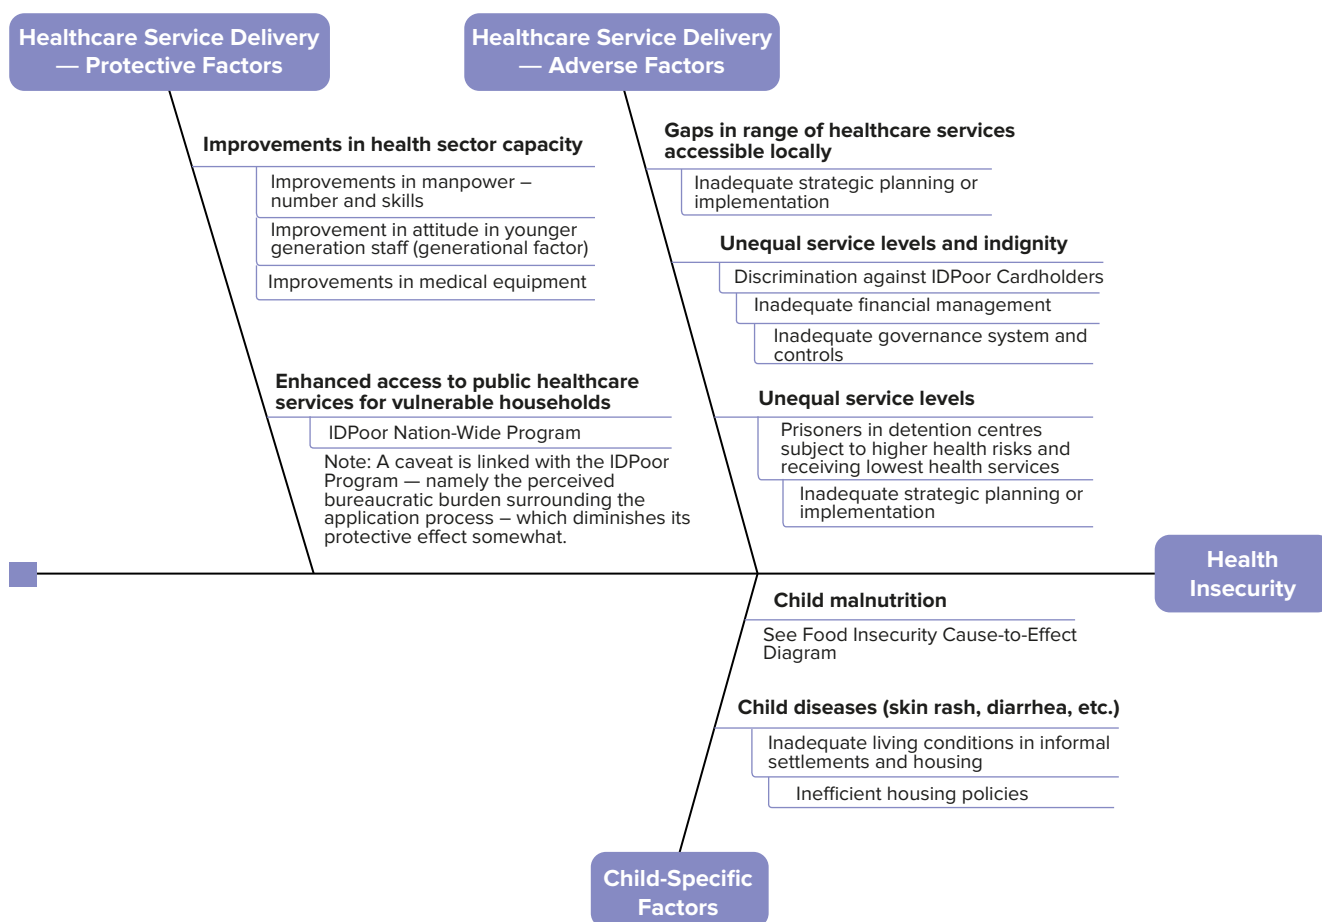 Healthcare Service Delivery
— Protective Factors
Improvements in health sector capacity
Improvements in manpower –
number and skills
Improvement in attitude in younger
generation staff (generational factor)
Improvements in medical equipment
Enhanced access to public healthcare
services for vulnerable households
IDPoor Nation-Wide Program
Note: A caveat is linked with the IDPoor
Program — namely the perceived
bureaucratic burden surrounding the
application process – which diminishes its
protective effect somewhat.
Healthcare Service Delivery
— Adverse Factors
Gaps in range of healthcare services
accessible locally
Inadequate strategic planning or
implementation
Unequal service levels and indignity
Discrimination against IDPoor Cardholders
Inadequate financial management
Inadequate governance system and
controls
Unequal service levels
Prisoners in detention centres
subject to higher health risks and
receiving lowest health services
Inadequate strategic planning or
implementation
Health
Insecurity
Child malnutrition
See Food Insecurity Cause-to-Effect
Diagram
Child diseases (skin rash, diarrhea, etc.)
Inadequate living conditions in informal
settlements and housing
Inefficient housing policies
Child-Specific
Factors